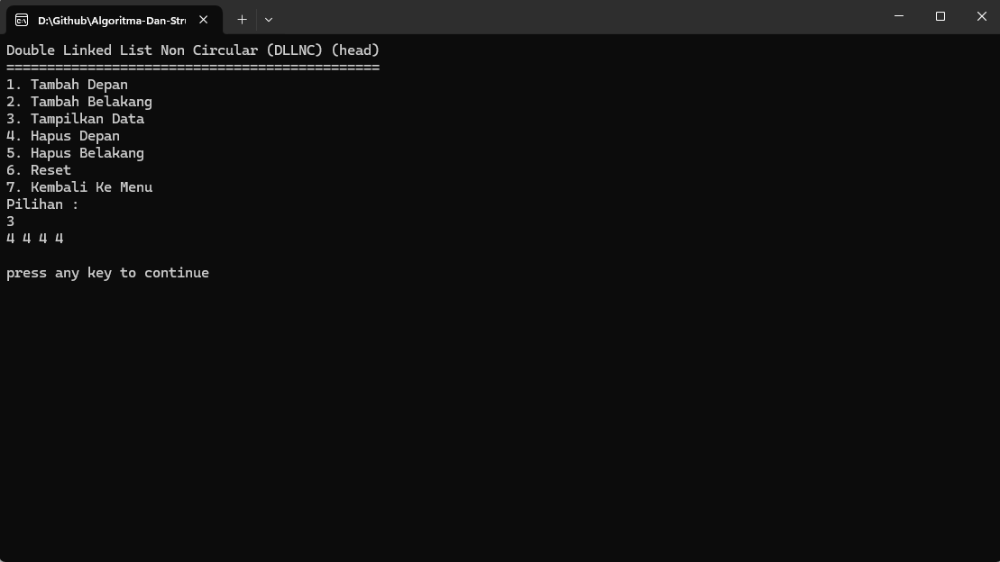 D:\Github\Algoritma-Dan-Str
Double Linked List Non Circular (DLLNC) (head)
==============================================
1. Tambah Depan
2. Tambah Belakang
3. Tampilkan Data
4. Hapus Depan
5. Hapus Belakang
6. Reset
7. Kembali Ke Menu
Pilihan :
3
4 4 4 4
press any key to continue